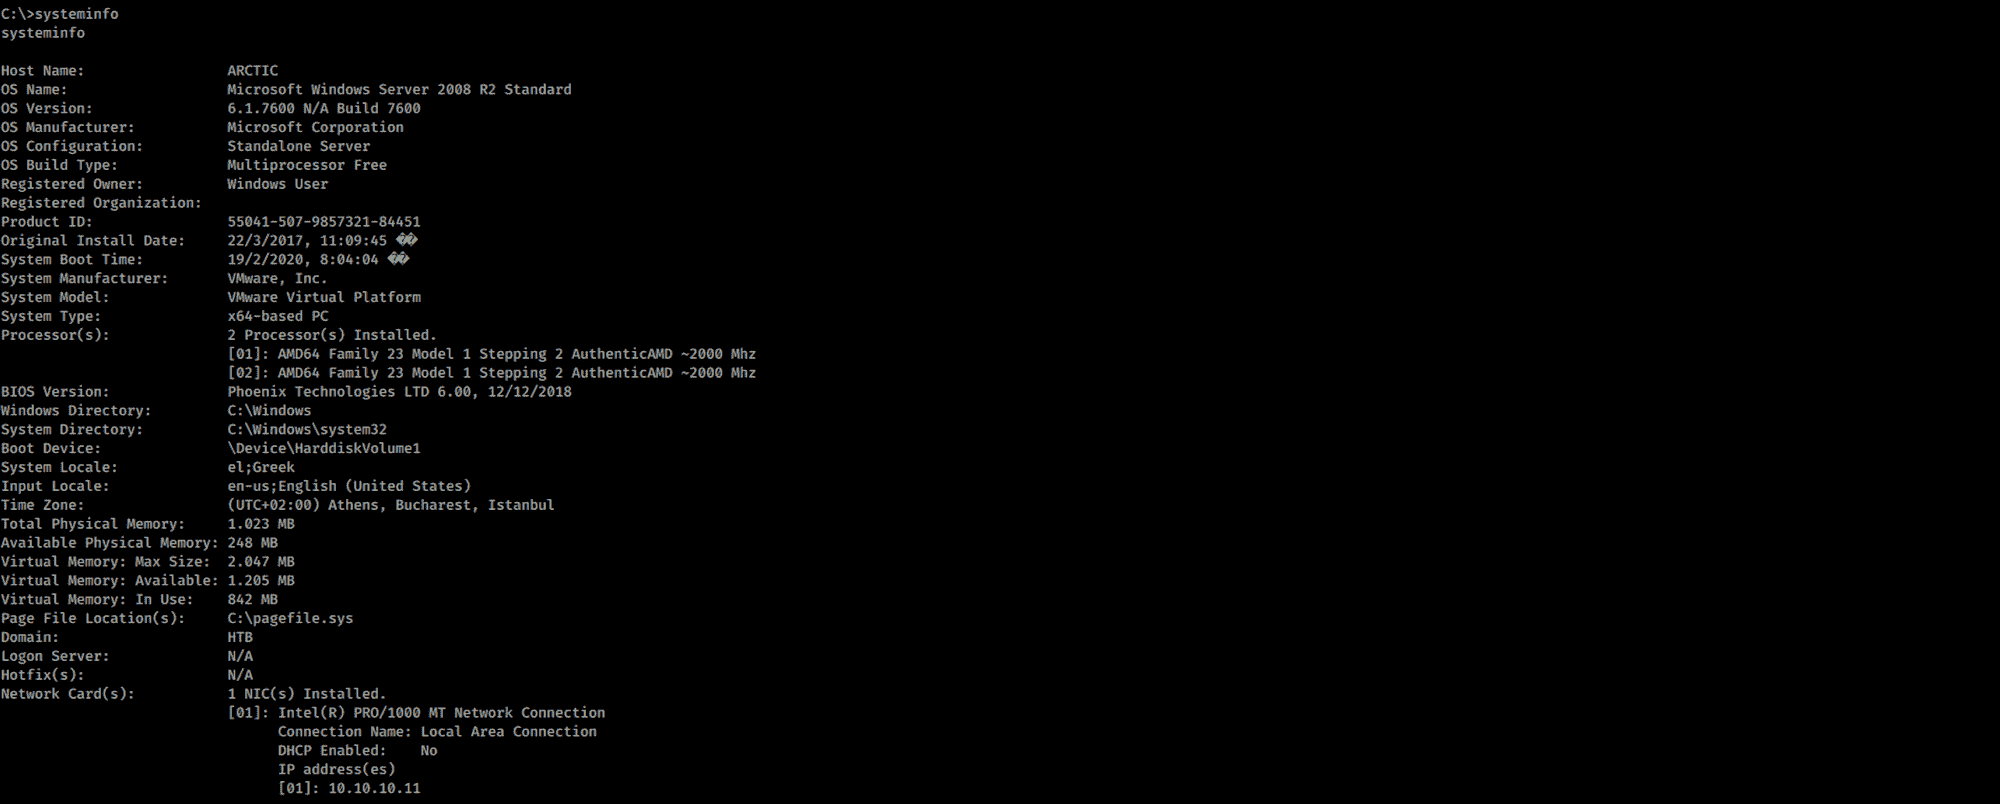 C:\>systeminfo
systeminfo
Host Name:                 ARCTIC
OS Name:                   Microsoft Windows Server 2008 R2 Standard
OS Version:                6.1.7600 N/A Build 7600
OS Manufacturer:           Microsoft Corporation
OS Configuration:          Standalone Server
OS Build Type:             Multiprocessor Free
Registered Owner:          Windows User
Registered Organization:
Product ID:                55041-507-9857321-84451
Original Install Date:     22/3/2017, 11:09:45 ��
System Boot Time:          19/2/2020, 8:04:04 ��
System Manufacturer:       VMware, Inc.
System Model:              VMware Virtual Platform
System Type:               x64-based PC
Processor(s):              2 Processor(s) Installed.
                           [01]: AMD64 Family 23 Model 1 Stepping 2 AuthenticAMD ~2000 Mhz
                           [02]: AMD64 Family 23 Model 1 Stepping 2 AuthenticAMD ~2000 Mhz
BIOS Version:              Phoenix Technologies LTD 6.00, 12/12/2018
Windows Directory:         C:\Windows
System Directory:          C:\Windows\system32
Boot Device:               \Device\HarddiskVolume1
System Locale:             el;Greek
Input Locale:              en-us;English (United States)
Time Zone:                 (UTC+02:00) Athens, Bucharest, Istanbul
Total Physical Memory:     1.023 MB
Available Physical Memory: 248 MB
Virtual Memory: Max Size:  2.047 MB
Virtual Memory: Available: 1.205 MB
Virtual Memory: In Use:    842 MB
Page File Location(s):     C:\pagefile.sys
Domain:                    HTB
Logon Server:              N/A
Hotfix(s):                 N/A
Network Card(s):           1 NIC(s) Installed.
                           [01]: Intel(R) PRO/1000 MT Network Connection
                                 Connection Name: Local Area Connection
                                 DHCP Enabled:    No
                                 IP address(es)
                                 [01]: 10.10.10.11